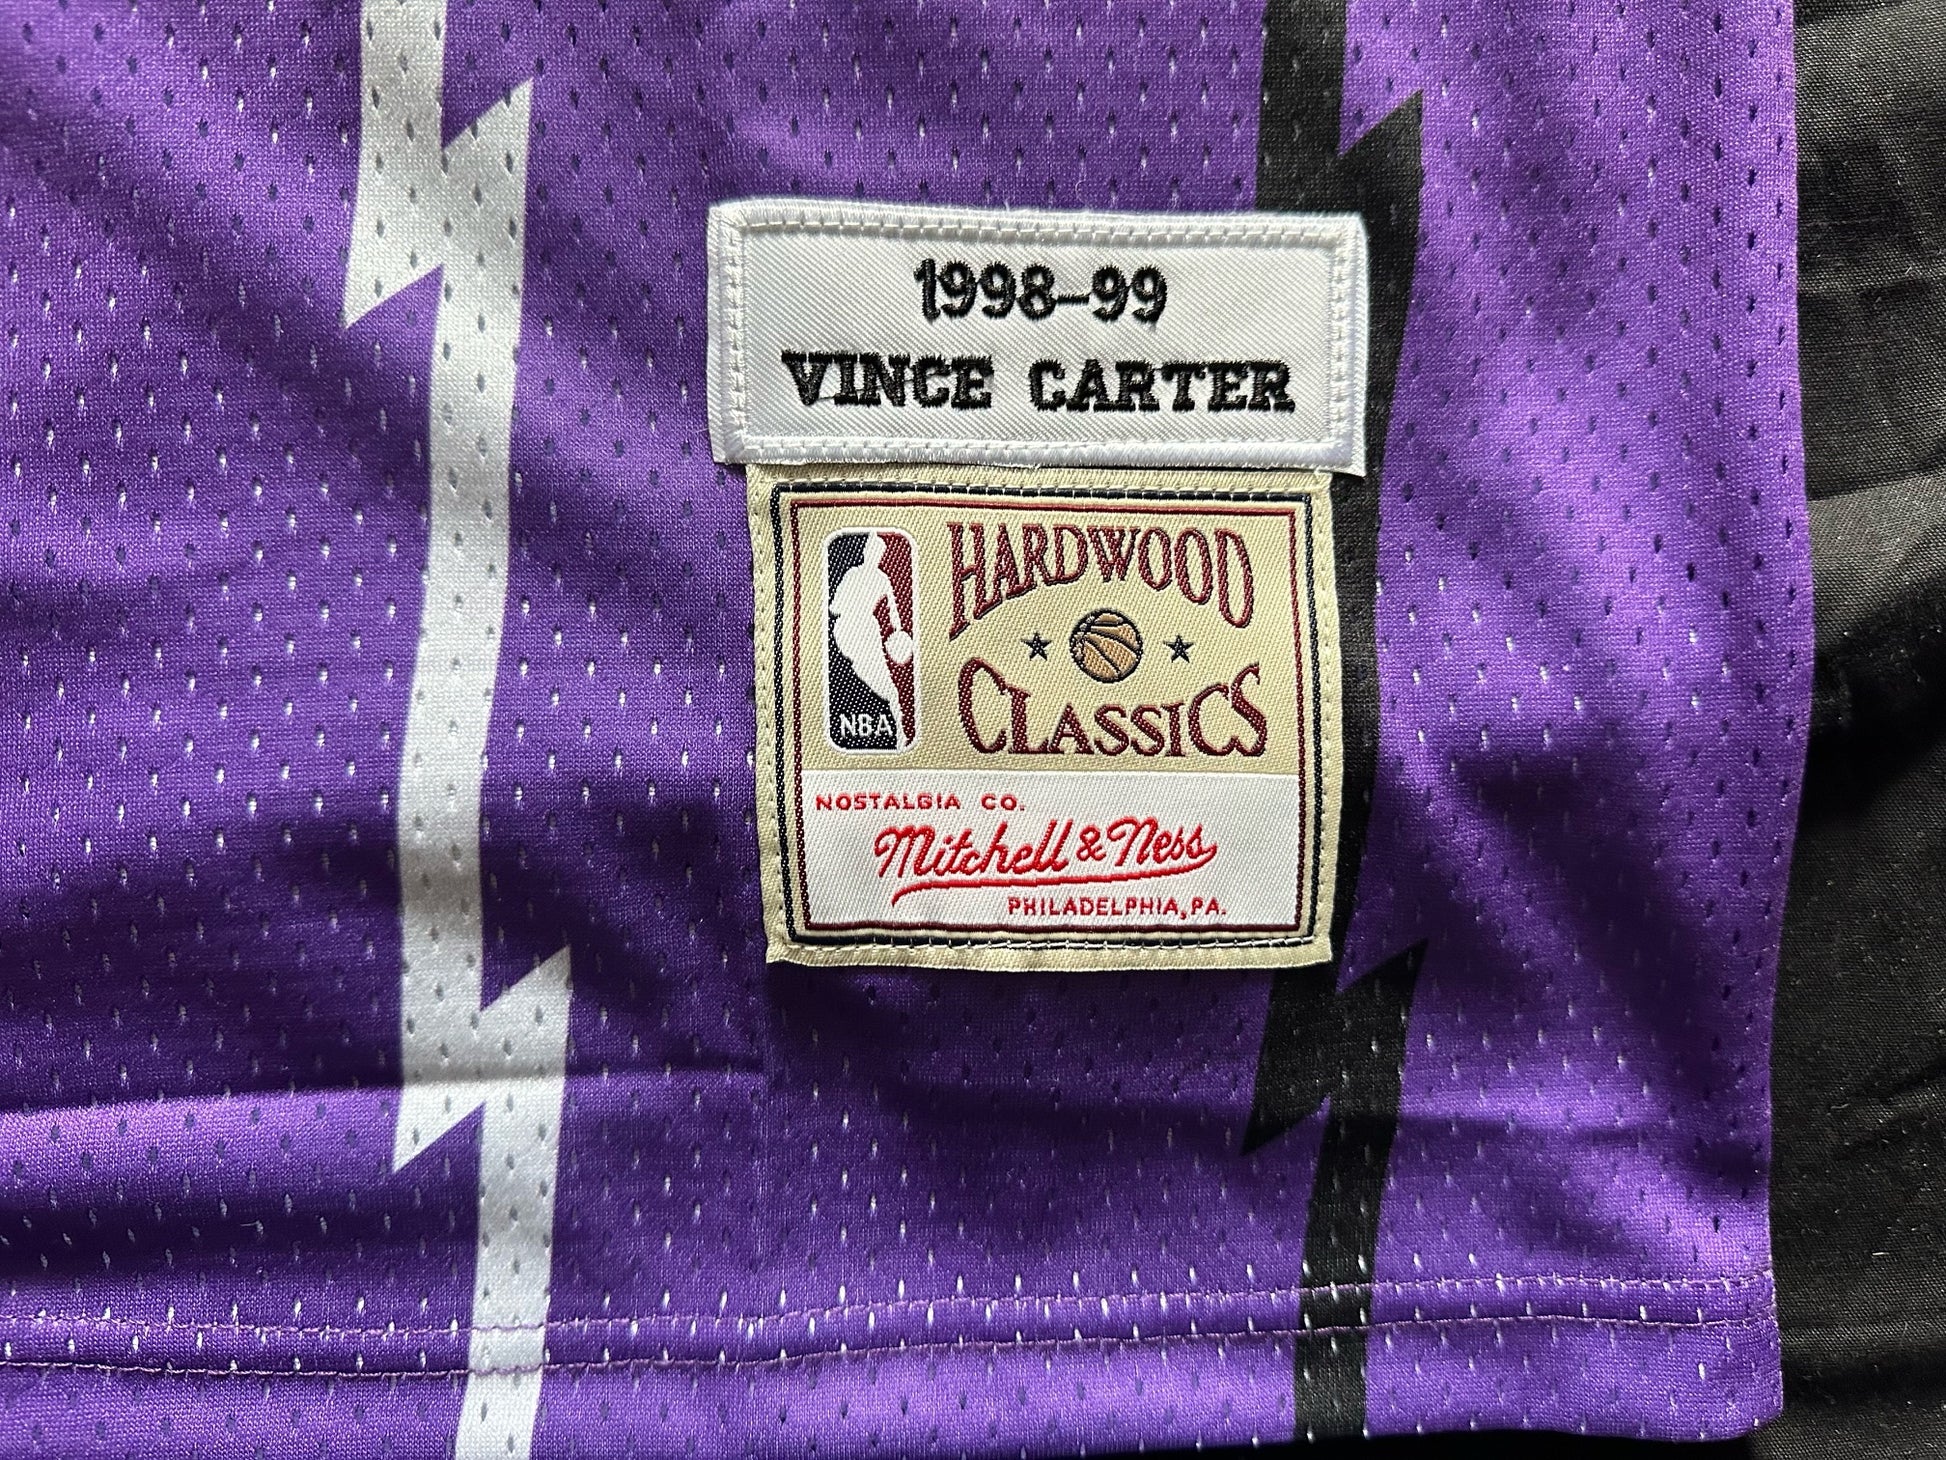 1998-99
VINCE CARTER
HARDWOOD
CLASSICS
NBA
NOSTALGIA CO.
Mitchell & Ness
PHILADELPHIA, PA.